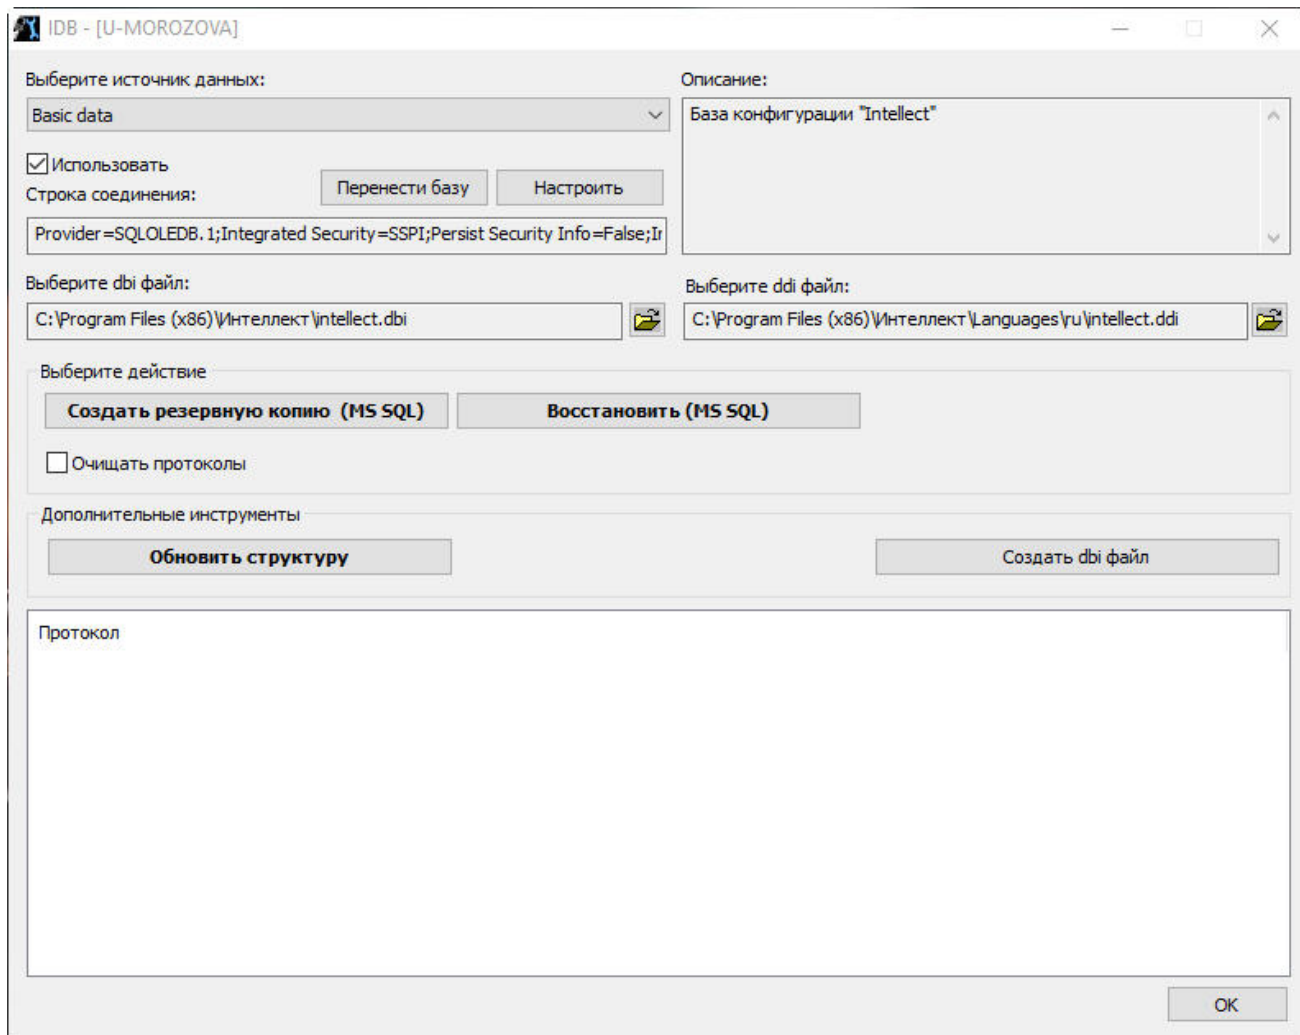 IDB - [U-MOROZOVA]
Выберите источник данных:
Basic data
Использовать
Строка соединения:
Перенести базу
Настроить
Provider=SQLOLEDB.1;Integrated Security=SSPI;Persist Security Info=False;
Описание:
База конфигурации "Intellect"
Выберите dbi файл:
C:\Program Files (x86)\Интеллект\intellect.dbi
Выберите ddi файл:
C:\Program Files (x86)\Интеллект\Languages\ru\intellect.ddi
Выберите действие
Создать резервную копию (MS SQL)
Восстановить (MS SQL)
Очищать протоколы
Дополнительные инструменты
Обновить структуру
Создать dbi файл
Протокол
OK